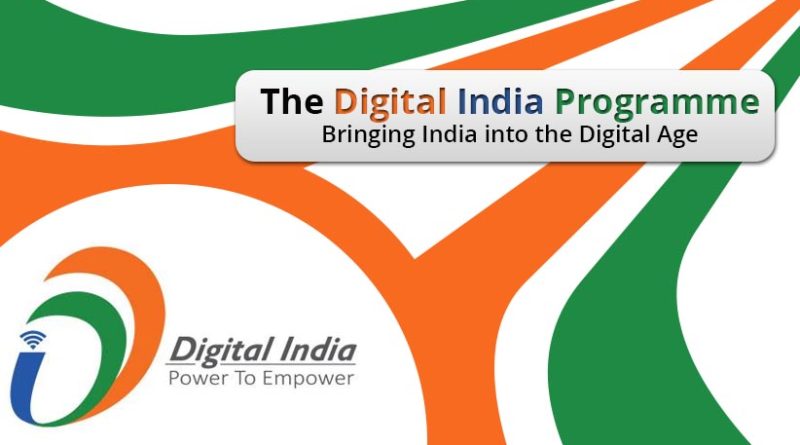 The Digital India Programme
Bringing India into the Digital Age
Digital India
Power To Empower